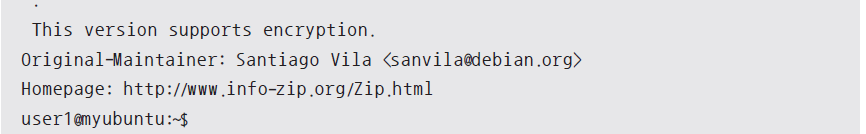 .
This version supports encryption.
Original-Maintainer: Santiago Vila <sanvila@debian.org>
Homepage: http://www.info-zip.org/Zip.html
user1@myubuntu:~$